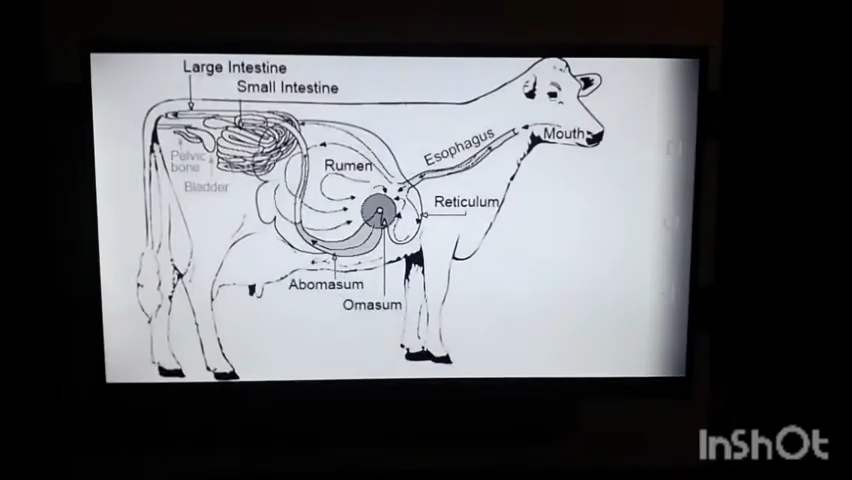 Large Intestine
Small Intestine
Mouth
Esophagus
Pelvic
bone
Rumen
Bladder
Reticulum
Abomasum
Omasum
InShOt